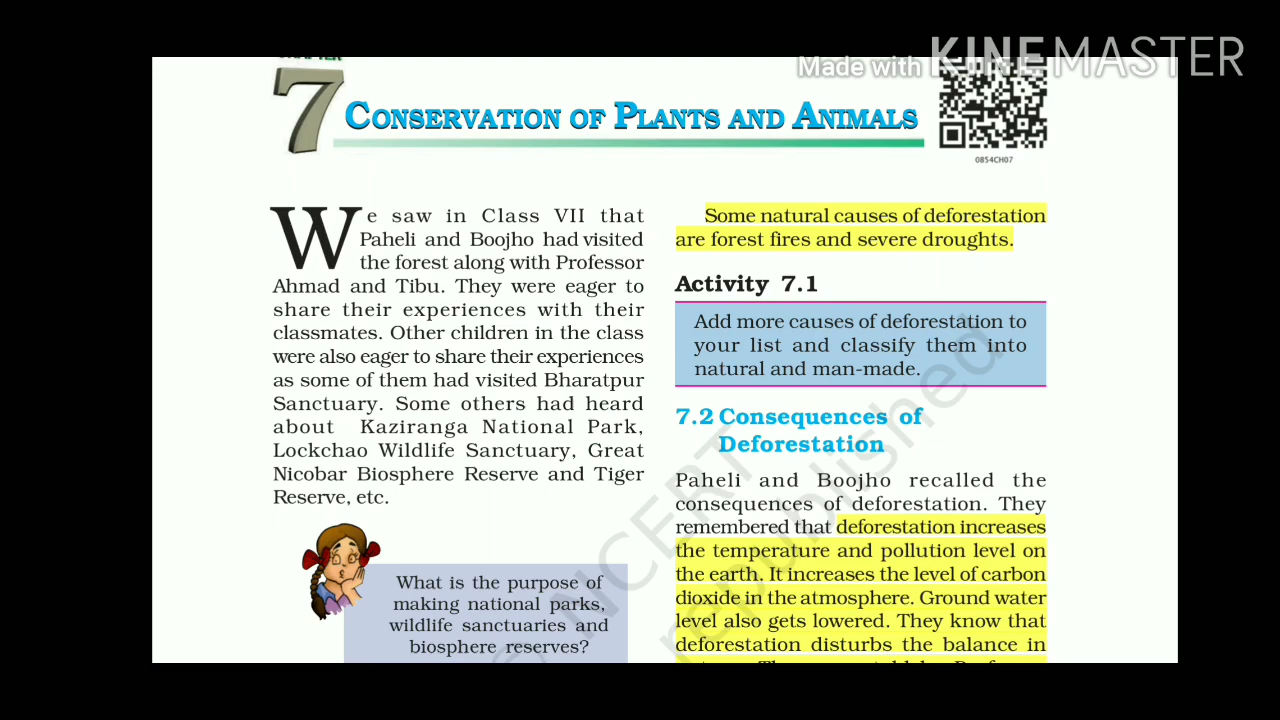 Made with KINEMASTER
CHAPTER
7 CONSERVATION OF PLANTS AND ANIMALS
0854CH07
We saw in Class VII that
Paheli and Boojho had visited
the forest along with Professor
Ahmad and Tibu. They were eager to
share their experiences with their
classmates. Other children in the class
were also eager to share their experiences
as some of them had visited Bharatpur
Sanctuary. Some others had heard
about Kaziranga National Park,
Lockchao Wildlife Sanctuary, Great
Nicobar Biosphere Reserve and Tiger
Reserve, etc.
What is the purpose of
making national parks,
wildlife sanctuaries and
biosphere reserves?
Some natural causes of deforestation
are forest fires and severe droughts.
Activity 7.1
Add more causes of deforestation to
your list and classify them into
natural and man-made.
7.2 Consequences of
Deforestation
Paheli and Boojho recalled the
consequences of deforestation. They
remembered that deforestation increases
the temperature and pollution level on
the earth. It increases the level of carbon
dioxide in the atmosphere. Ground water
level also gets lowered. They know that
deforestation disturbs the balance in
© NCERT
republished